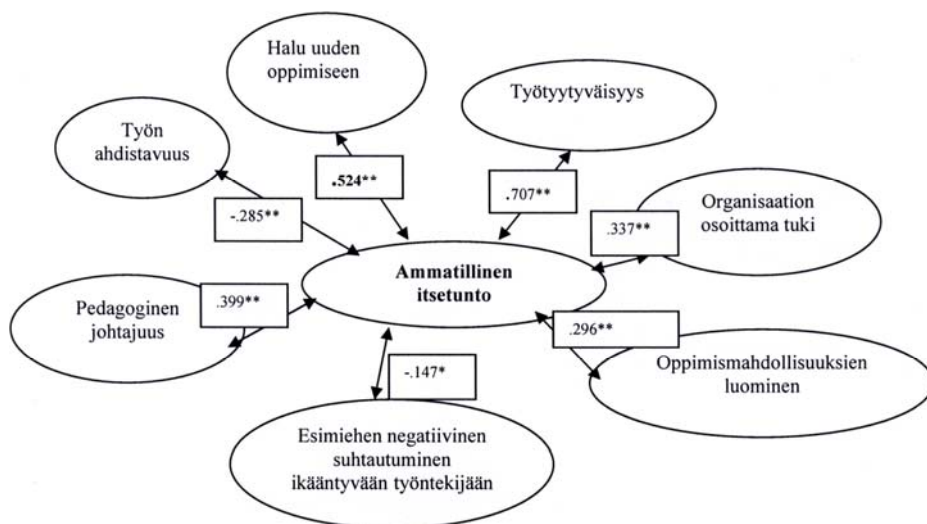 Halu uuden
oppimiseen
Työtyytyväisyys
Työn
ahdistavuus
.524**
.707**
-.285**
.337**
Organisaation
osoittama tuki
Ammatillinen
itsetunto
Pedagoginen
johtajuus
.399**
.296**
Oppimismahdollisuuksien
luominen
-.147*
Esimiehen negatiivinen
suhtautuminen
ikääntyvään työntekijään